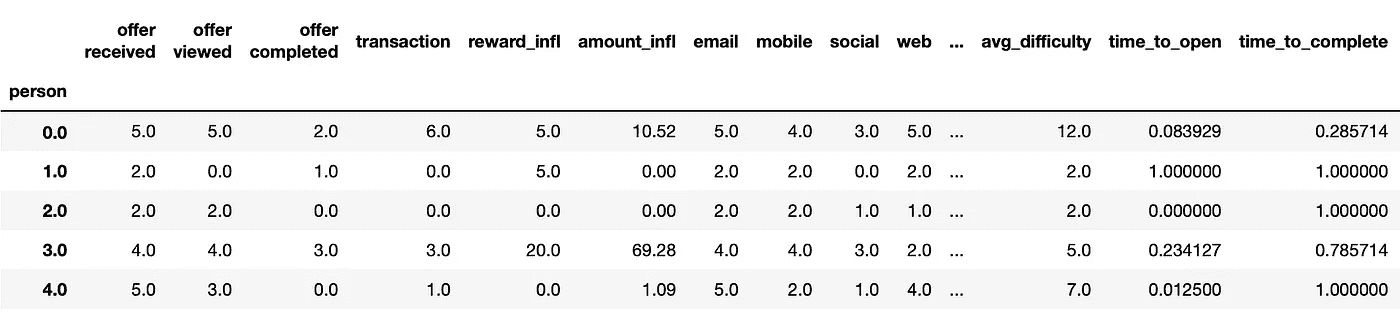 offer received offer viewed offer completed transaction reward_infl amount_infl email mobile social web ... avg_difficulty time_to_open time_to_complete
person
0.0 5.0 5.0 2.0 6.0 5.0 10.52 5.0 4.0 3.0 5.0 ... 12.0 0.083929 0.285714
1.0 2.0 0.0 1.0 0.0 5.0 0.00 2.0 2.0 0.0 2.0 ... 2.0 1.000000 1.000000
2.0 2.0 2.0 0.0 0.0 0.0 0.00 2.0 2.0 1.0 1.0 ... 2.0 0.000000 1.000000
3.0 4.0 4.0 3.0 3.0 20.0 69.28 4.0 4.0 3.0 2.0 ... 5.0 0.234127 0.785714
4.0 5.0 3.0 0.0 1.0 0.0 1.09 5.0 2.0 1.0 4.0 ... 7.0 0.012500 1.000000